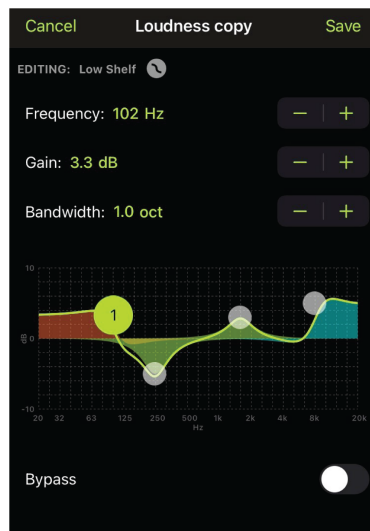 Cancel Loudness copy Save
EDITING: Low Shelf
Frequency: 102 Hz − +
Gain: 3.3 dB − +
Bandwidth: 1.0 oct − +
10
1
dB 0
-10
20 32 63 125 250 500 1k 2k 4k 8k 20k
Hz
Bypass